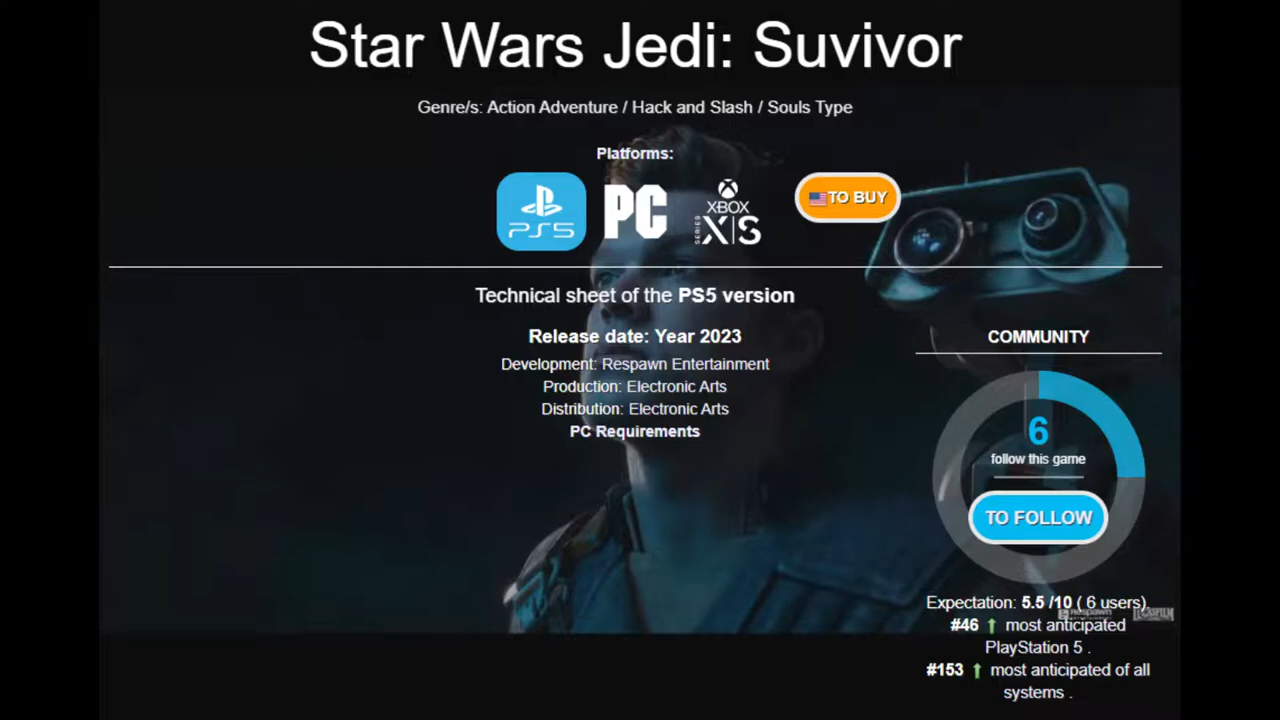 Star Wars Jedi: Suvivor
Genre/s: Action Adventure / Hack and Slash / Souls Type
Platforms:
PS5
PC
XBOX
SERIES X|S
TO BUY
Technical sheet of the PS5 version
Release date: Year 2023
Development: Respawn Entertainment
Production: Electronic Arts
Distribution: Electronic Arts
PC Requirements
COMMUNITY
6
follow this game
TO FOLLOW
Expectation: 5.5 /10 ( 6 users).
Respawn
LUCASFILM
#46 ⬆ most anticipated
PlayStation 5 .
#153 ⬆ most anticipated of all
systems .